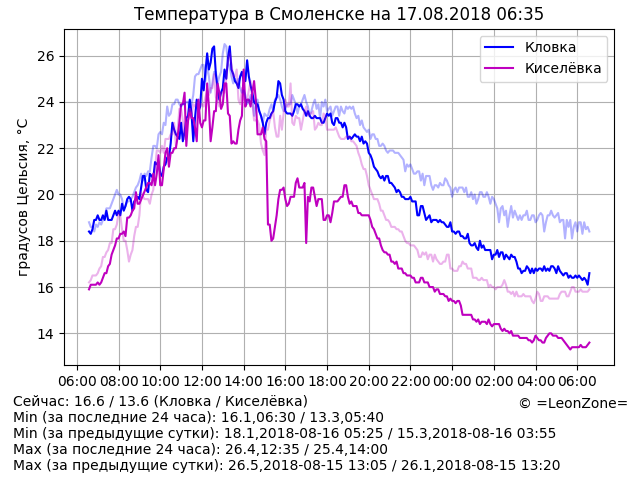 Температура в Смоленске на 17.08.2018 06:35
Кловка
Киселёвка
градусов Цельсия, °C
26
24
22
20
18
16
14
06:00 08:00 10:00 12:00 14:00 16:00 18:00 20:00 22:00 00:00 02:00 04:00 06:00
Сейчас: 16.6 / 13.6 (Кловка / Киселёвка)
© =LeonZone=
Min (за последние 24 часа): 16.1,06:30 / 13.3,05:40
Min (за предыдущие сутки): 18.1,2018-08-16 05:25 / 15.3,2018-08-16 03:55
Max (за последние 24 часа): 26.4,12:35 / 25.4,14:00
Max (за предыдущие сутки): 26.5,2018-08-15 13:05 / 26.1,2018-08-15 13:20